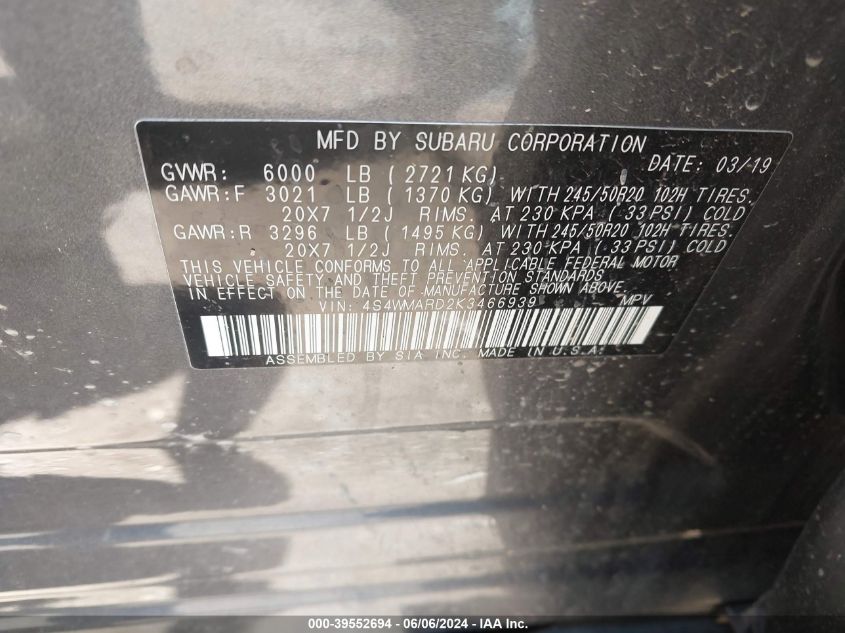 MFD BY SUBARU CORPORATION
GVWR: 6000 LB (2721 KG) DATE: 03/19
GAWR:F 3021 LB (1370 KG) WITH 245/50R20 102H TIRES.
20X7 1/2J RIMS. AT 230 KPA (33 PSI) COLD
GAWR:R 3296 LB (1495 KG) WITH 245/50R20 102H TIRES.
20X7 1/2J RIMS. AT 230 KPA (33 PSI) COLD
THIS VEHICLE CONFORMS TO ALL APPLICABLE FEDERAL MOTOR
VEHICLE SAFETY AND THEFT PREVENTION STANDARDS
IN EFFECT ON THE DATE OF MANUFACTURE SHOWN ABOVE.
VIN: 4S4WMARD2K3466939 MPV
ASSEMBLED BY SIA INC. MADE IN U.S.A.
000-39552694 - 06/06/2024 - IAA Inc.